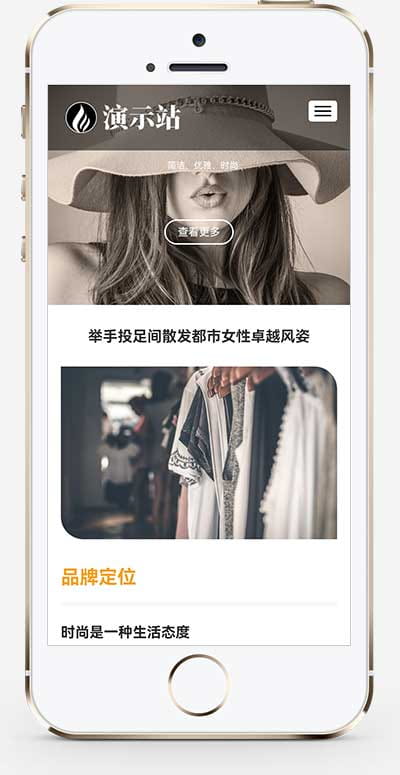 演示站
简洁、优雅、时尚
查看更多
举手投足间散发都市女性卓越风姿
品牌定位
时尚是一种生活态度